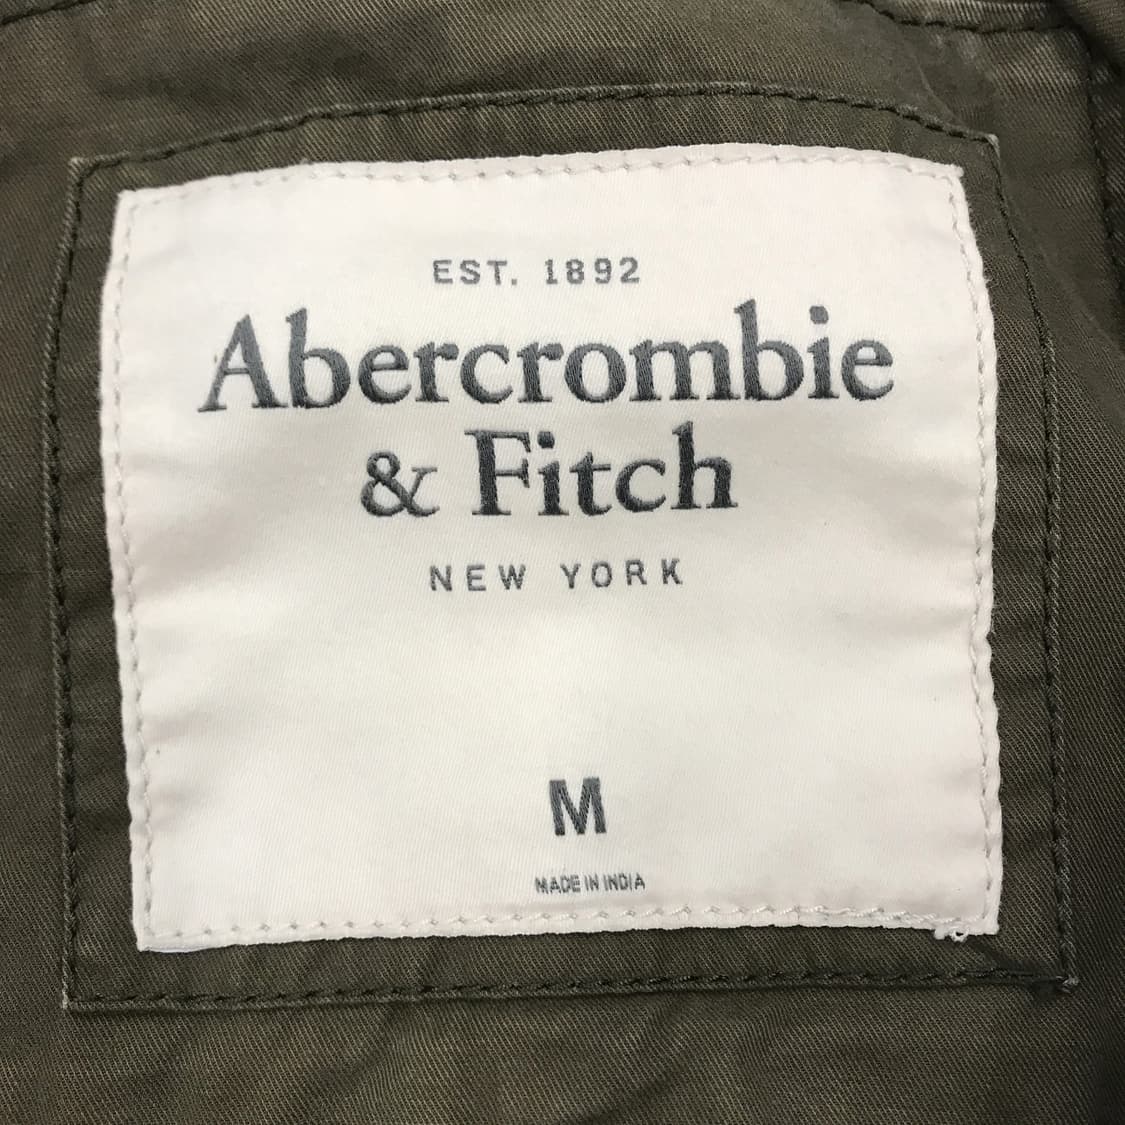 EST. 1892
Abercrombie
& Fitch
NEW YORK
M
MADE IN INDIA